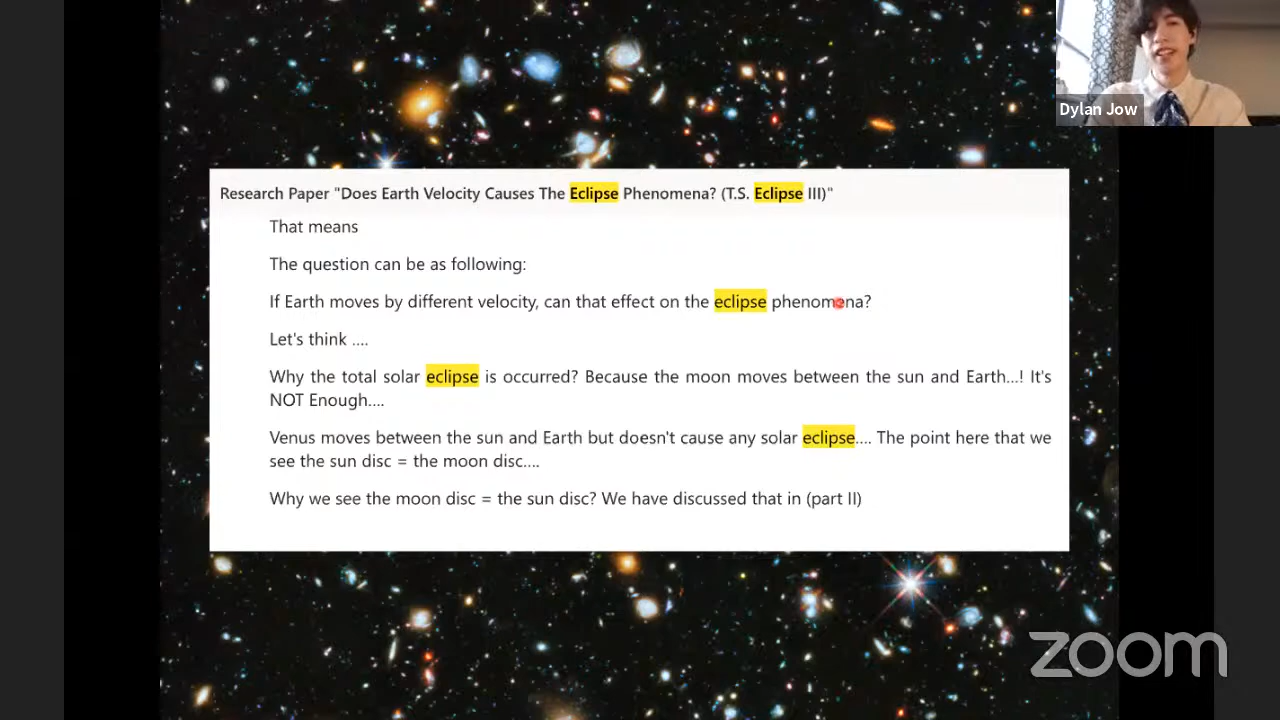 Dylan Jow
Research Paper "Does Earth Velocity Causes The Eclipse Phenomena? (T.S. Eclipse III)"
That means
The question can be as following:
If Earth moves by different velocity, can that effect on the eclipse phenomena?
Let's think ....
Why the total solar eclipse is occurred? Because the moon moves between the sun and Earth...! It's
NOT Enough....
Venus moves between the sun and Earth but doesn't cause any solar eclipse.... The point here that we
see the sun disc = the moon disc....
Why we see the moon disc = the sun disc? We have discussed that in (part II)
zoom